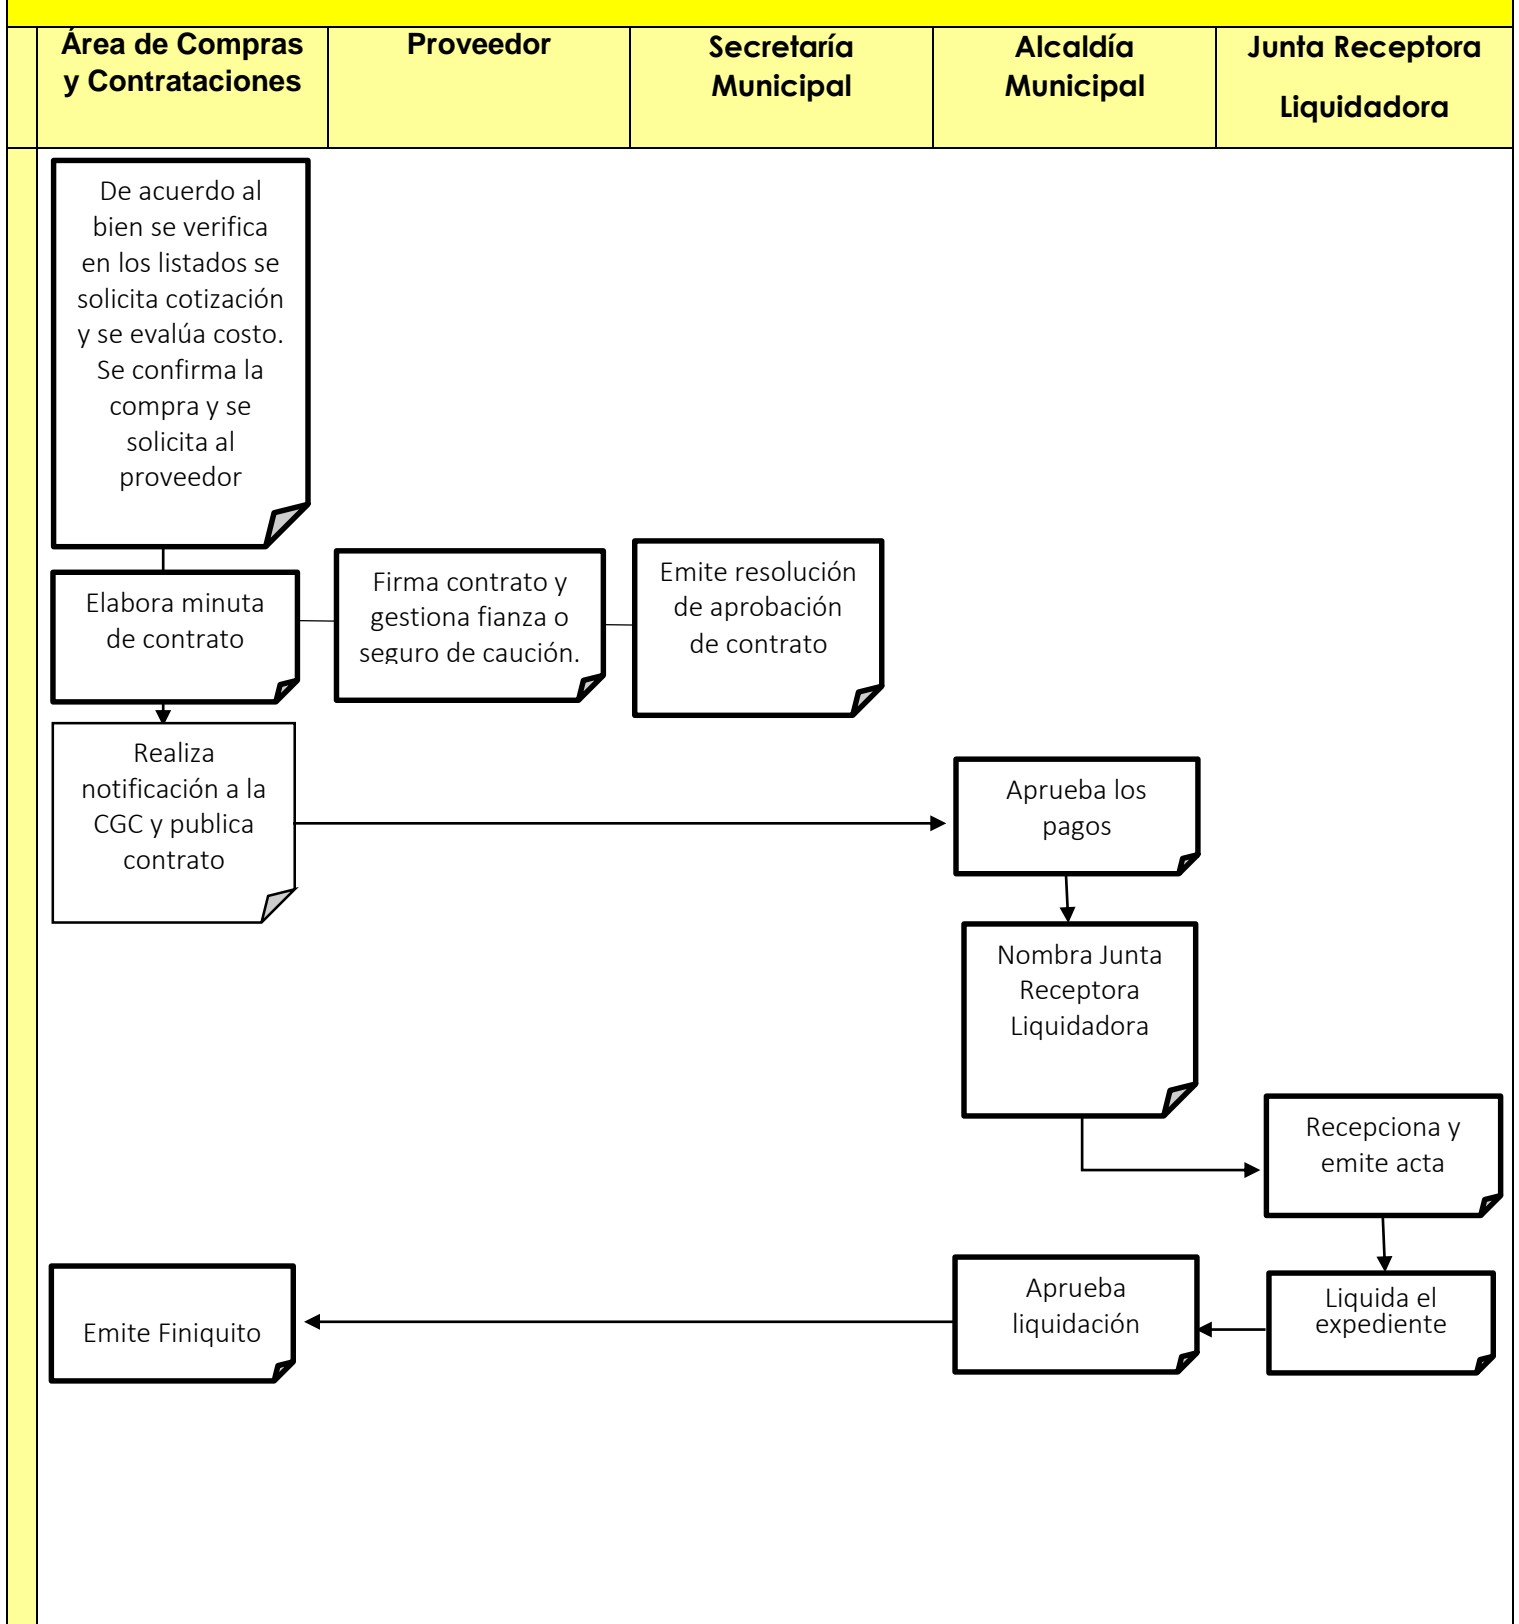 Área de Compras
y Contrataciones
Proveedor
Secretaría
Municipal
Alcaldía
Municipal
Junta Receptora
Liquidadora
De acuerdo al
bien se verifica
en los listados se
solicita cotización
y se evalúa costo.
Se confirma la
compra y se
solicita al
proveedor
Elabora minuta
de contrato
Firma contrato y
gestiona fianza o
seguro de caución.
Emite resolución
de aprobación
de contrato
Realiza
notificación a la
CGC y publica
contrato
Aprueba los
pagos
Nombra Junta
Receptora
Liquidadora
Recepciona y
emite acta
Liquida el
expediente
Aprueba
liquidación
Emite Finiquito